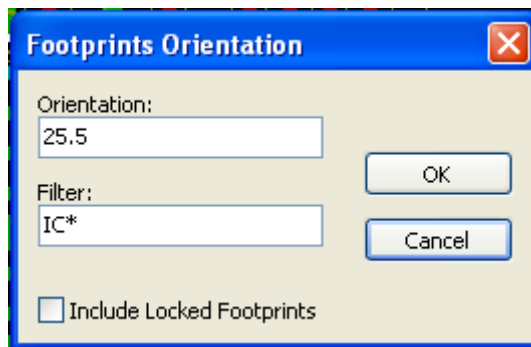 Footprints Orientation
Orientation:
25.5
OK
Filter:
IC*
Cancel
Include Locked Footprints